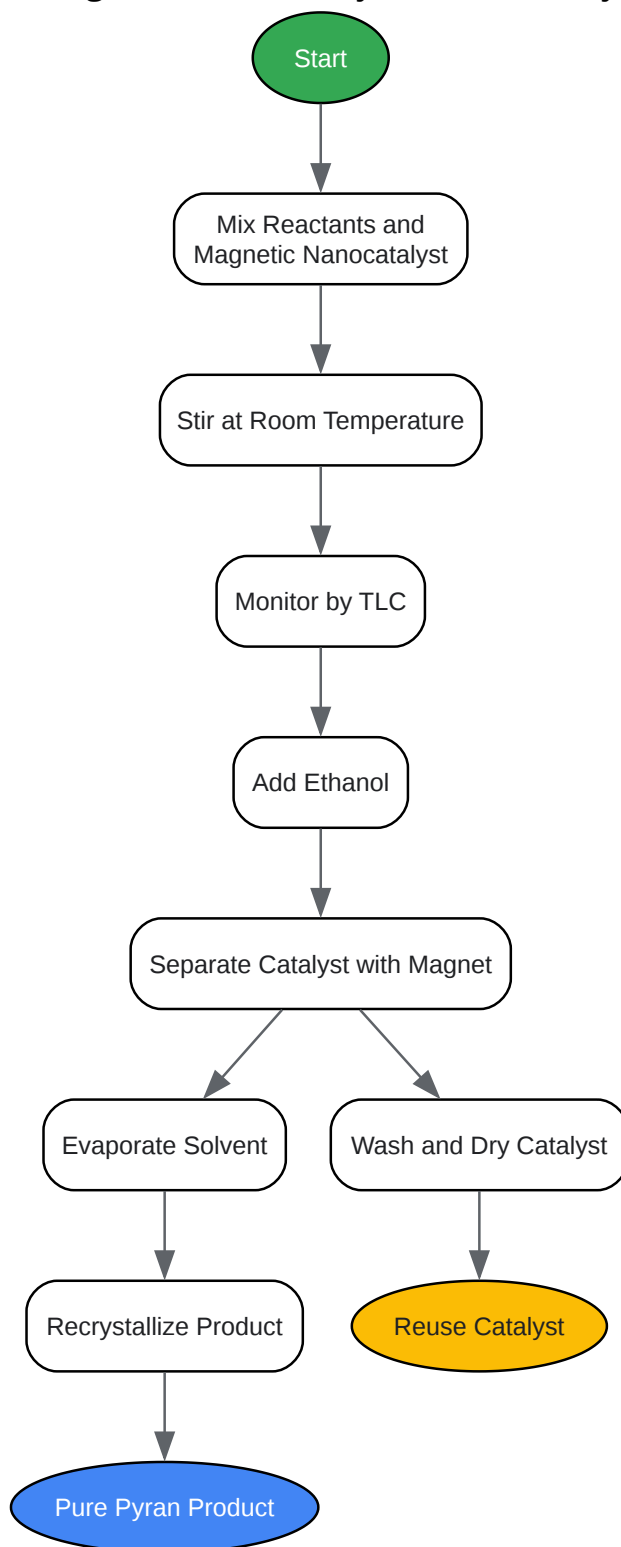 Start
Mix Reactants and
Magnetic Nanocatalyst
Stir at Room Temperature
Monitor by TLC
Add Ethanol
Separate Catalyst with Magnet
Evaporate Solvent
Wash and Dry Catalyst
Recrystallize Product
Reuse Catalyst
Pure Pyran Product